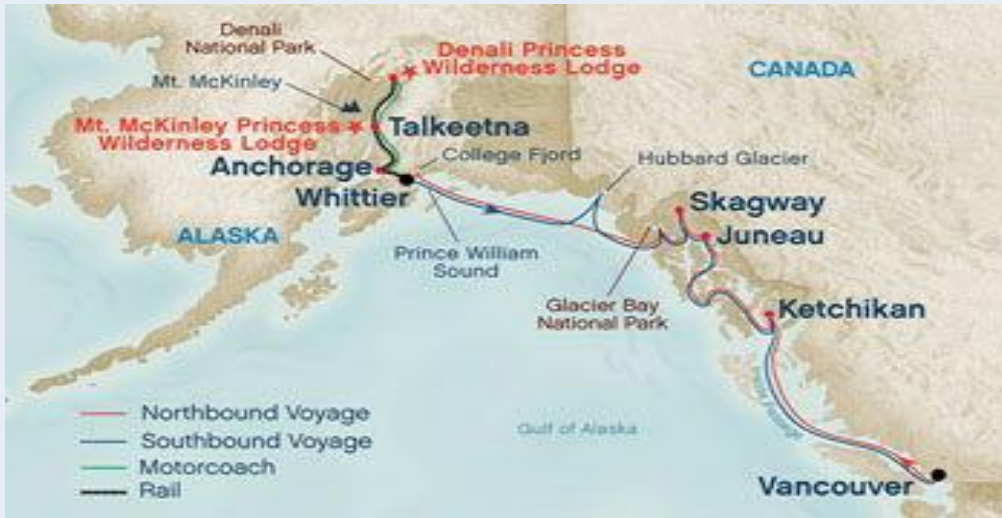 Denali
National Park
Denali Princess
Wilderness Lodge
CANADA
Mt. McKinley
Mt. McKinley Princess
Wilderness Lodge
Talkeetna
Anchorage
College Fjord
Hubbard Glacier
Whittier
Skagway
ALASKA
Juneau
Prince William
Sound
Glacier Bay
National Park
Ketchikan
Northbound Voyage
Southbound Voyage
Motorcoach
Rail
Gulf of Alaska
Inside Passage
Vancouver